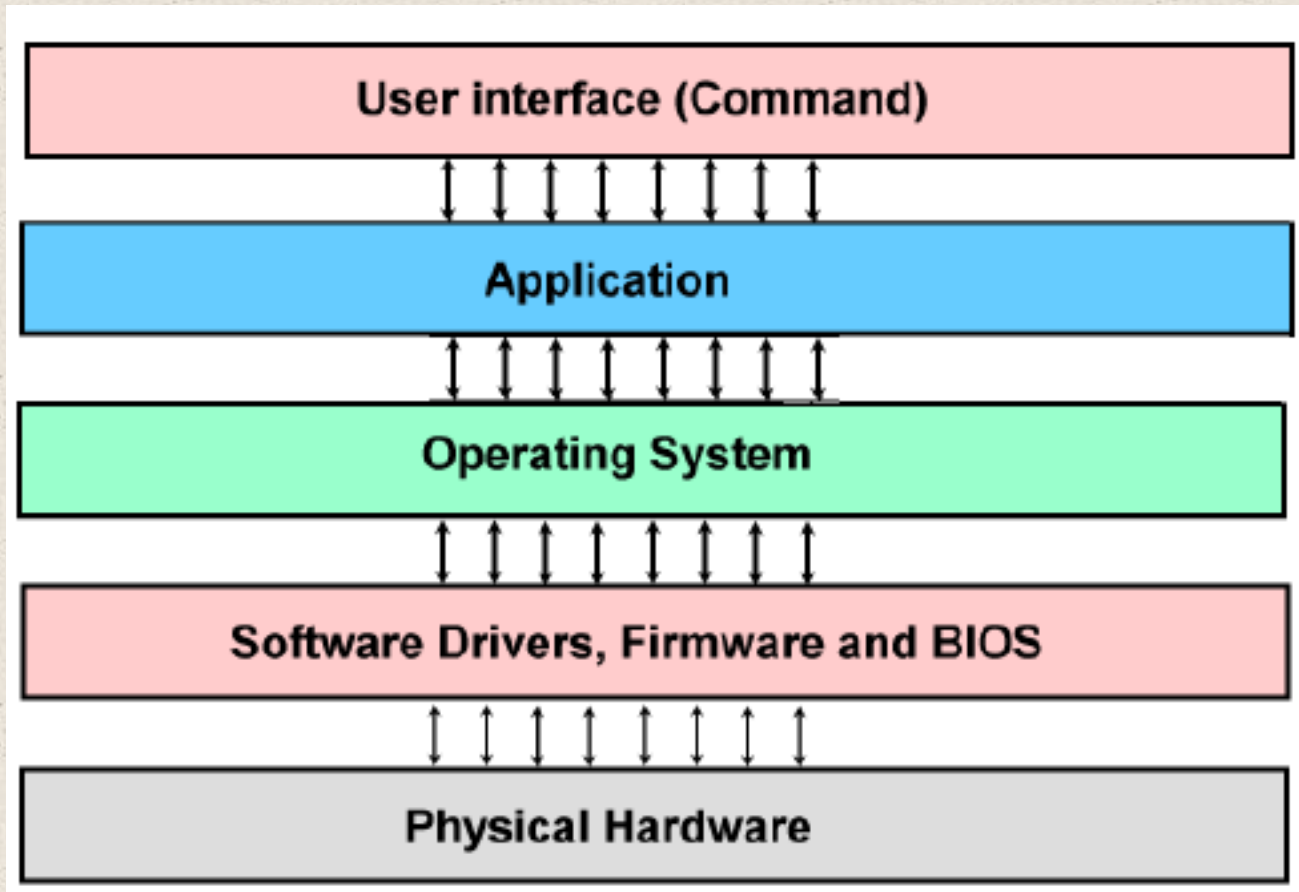 User interface (Command)
Application
Operating System
Software Drivers, Firmware and BIOS
Physical Hardware